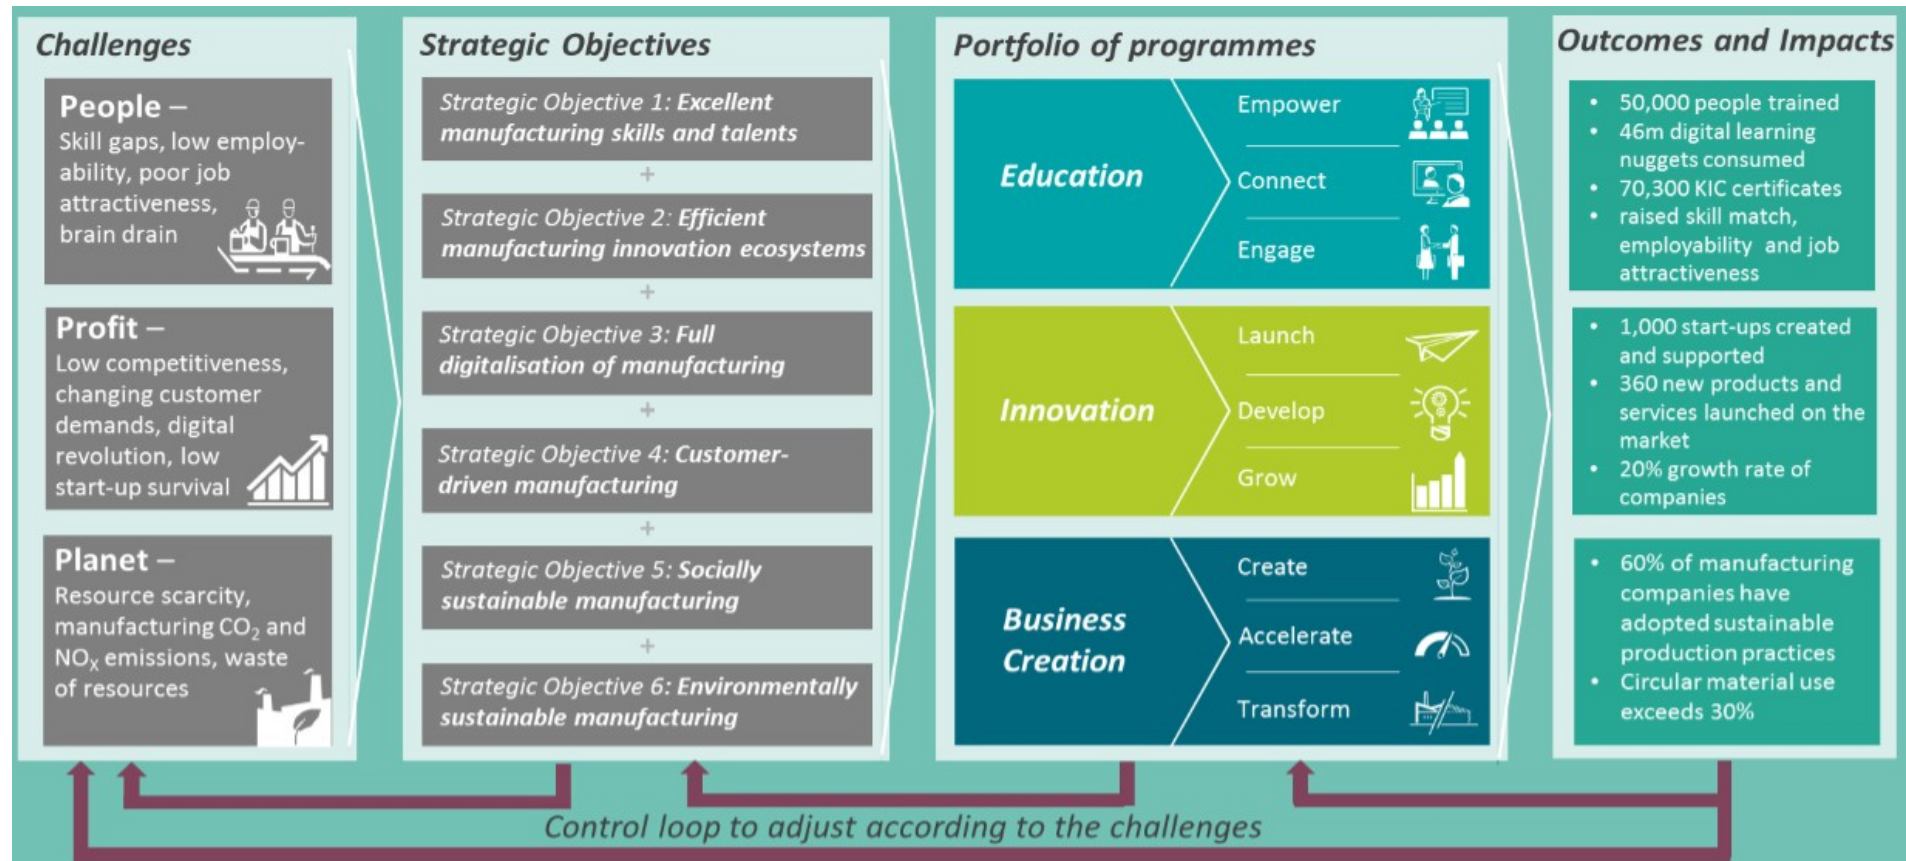 Challenges
People –
Skill gaps, low employ-
ability, poor job
attractiveness,
brain drain
Profit –
Low competitiveness,
changing customer
demands, digital
revolution, low
start-up survival
Planet –
Resource scarcity,
manufacturing CO₂ and
NOₓ emissions, waste
of resources
Strategic Objectives
Strategic Objective 1: Excellent
manufacturing skills and talents
+
Strategic Objective 2: Efficient
manufacturing innovation ecosystems
+
Strategic Objective 3: Full
digitalisation of manufacturing
+
Strategic Objective 4: Customer-
driven manufacturing
+
Strategic Objective 5: Socially
sustainable manufacturing
+
Strategic Objective 6: Environmentally
sustainable manufacturing
Portfolio of programmes
Education
Empower
Connect
Engage
Innovation
Launch
Develop
Grow
Business
Creation
Create
Accelerate
Transform
Outcomes and Impacts
• 50,000 people trained
• 46m digital learning
nuggets consumed
• 70,300 KIC certificates
• raised skill match,
employability and job
attractiveness
• 1,000 start-ups created
and supported
• 360 new products and
services launched on the
market
• 20% growth rate of
companies
• 60% of manufacturing
companies have
adopted sustainable
production practices
• Circular material use
exceeds 30%
Control loop to adjust according to the challenges